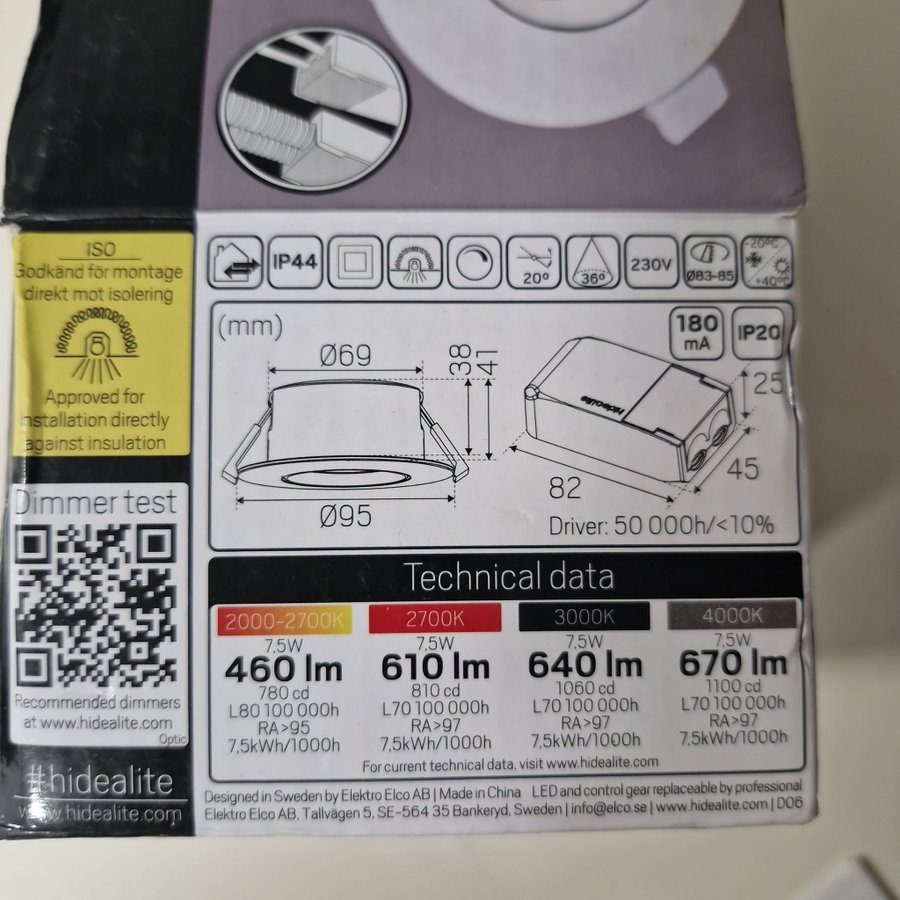 ISO
Godkänd för montage
direkt mot isolering
Approved for
installation directly
against insulation
Dimmer test
Recommended dimmers
at www.hidealite.com
Optic
#hidealite
www.hidealite.com
IP44
20°
36°
230V
Ø83-85
-20°C
+40°C
(mm)
Ø69
38
41
Ø95
180
mA
IP20
hidealite
25
45
82
Driver: 50 000h/<10%
Technical data
2000-2700K 2700K 3000K 4000K
7,5W 7,5W 7,5W 7,5W
460 lm 610 lm 640 lm 670 lm
780 cd 810 cd 1060 cd 1100 cd
L80 100 000h L70 100 000h L70 100 000h L70 100 000h
RA>95 RA>97 RA>97 RA>97
7,5kWh/1000h 7,5kWh/1000h 7,5kWh/1000h 7,5kWh/1000h
For current technical data, visit www.hidealite.com
Designed in Sweden by Elektro Elco AB | Made in China LED and control gear replaceable by professional
Elektro Elco AB, Tallvägen 5, SE-564 35 Bankeryd, Sweden | info@elco.se | www.hidealite.com | D06